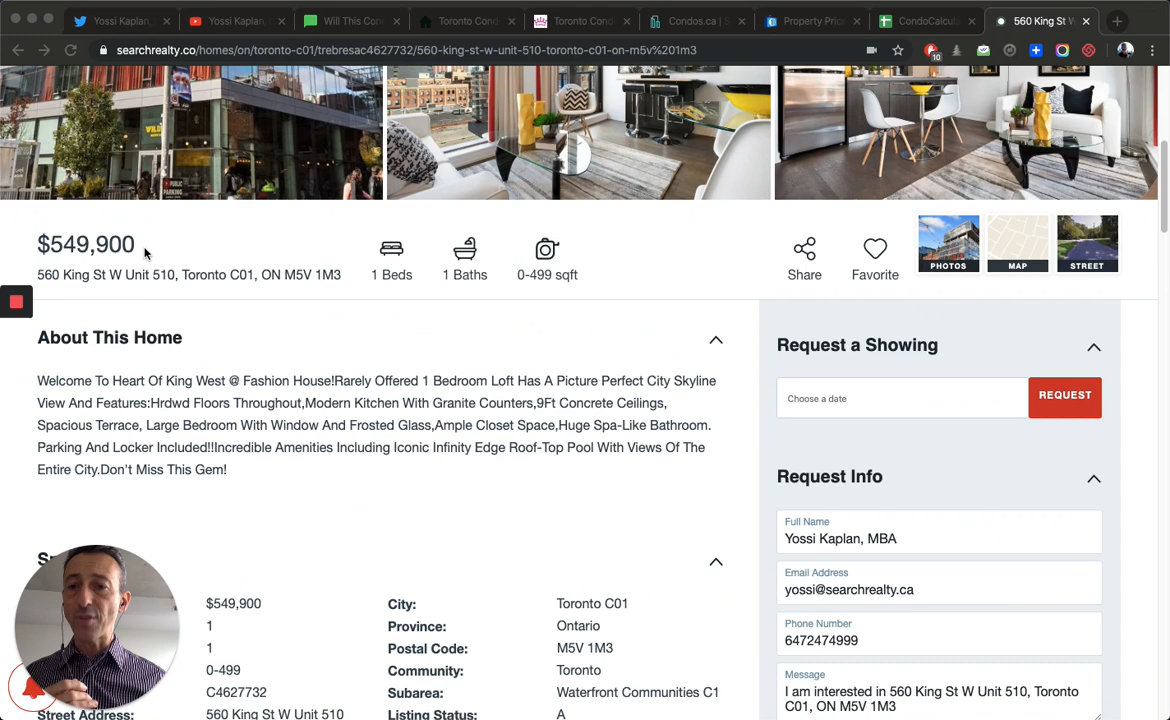 Yossi Kaplan,
Yossi Kaplan,
Will This Con
Toronto Cond
Toronto Con
Condos.ca | S
Property Pric
CondoCalcula
560 King St W
searchrealty.co/homes/on/toronto-c01/trebresac4627732/560-king-st-w-unit-510-toronto-c01-on-m5v%201m3
10
PUBLIC
PARKING
$549,900
560 King St W Unit 510, Toronto C01, ON M5V 1M3
1 Beds
1 Baths
0-499 sqft
Share
Favorite
PHOTOS
MAP
STREET
About This Home
Welcome To Heart Of King West @ Fashion House!Rarely Offered 1 Bedroom Loft Has A Picture Perfect City Skyline
View And Features:Hrdwd Floors Throughout,Modern Kitchen With Granite Counters,9Ft Concrete Ceilings,
Spacious Terrace, Large Bedroom With Window And Frosted Glass,Ample Closet Space,Huge Spa-Like Bathroom.
Parking And Locker Included!!Incredible Amenities Including Iconic Infinity Edge Roof-Top Pool With Views Of The
Entire City.Don't Miss This Gem!
Request a Showing
Choose a date
REQUEST
Request Info
Full Name
Yossi Kaplan, MBA
Email Address
yossi@searchrealty.ca
Phone Number
6472474999
Message
I am interested in 560 King St W Unit 510, Toronto
C01, ON M5V 1M3
$549,900 City: Toronto C01
1 Province: Ontario
1 Postal Code: M5V 1M3
0-499 Community: Toronto
C4627732 Subarea: Waterfront Communities C1
Street Address: 560 King St W Unit 510 Listing Status: A